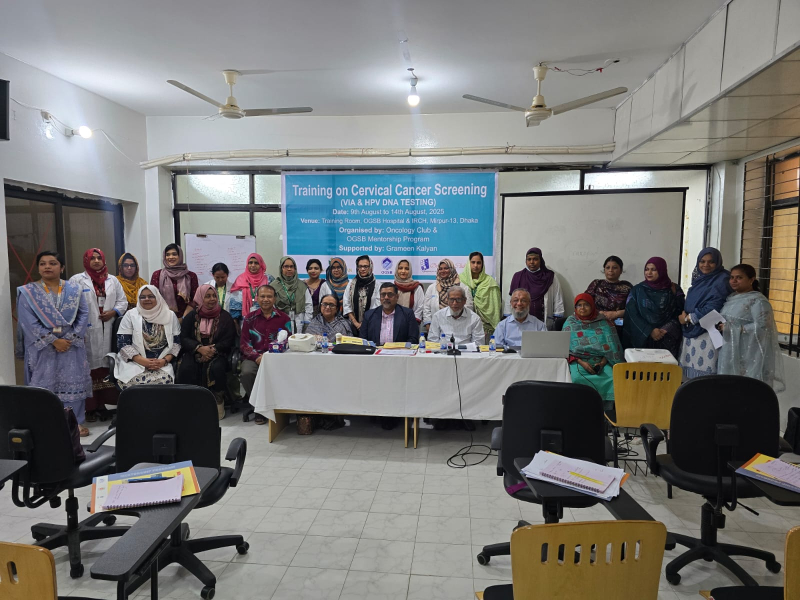 Training on Cervical Cancer Screening
(VIA & HPV DNA TESTING)
Date: 9th August to 14th August, 2025
Venue: Training Room, OGSB Hospital & IRCH, Mirpur-13, Dhaka
Organised by: Oncology Club &
OGSB Mentorship Program
Supported by: Grameen Kalyan